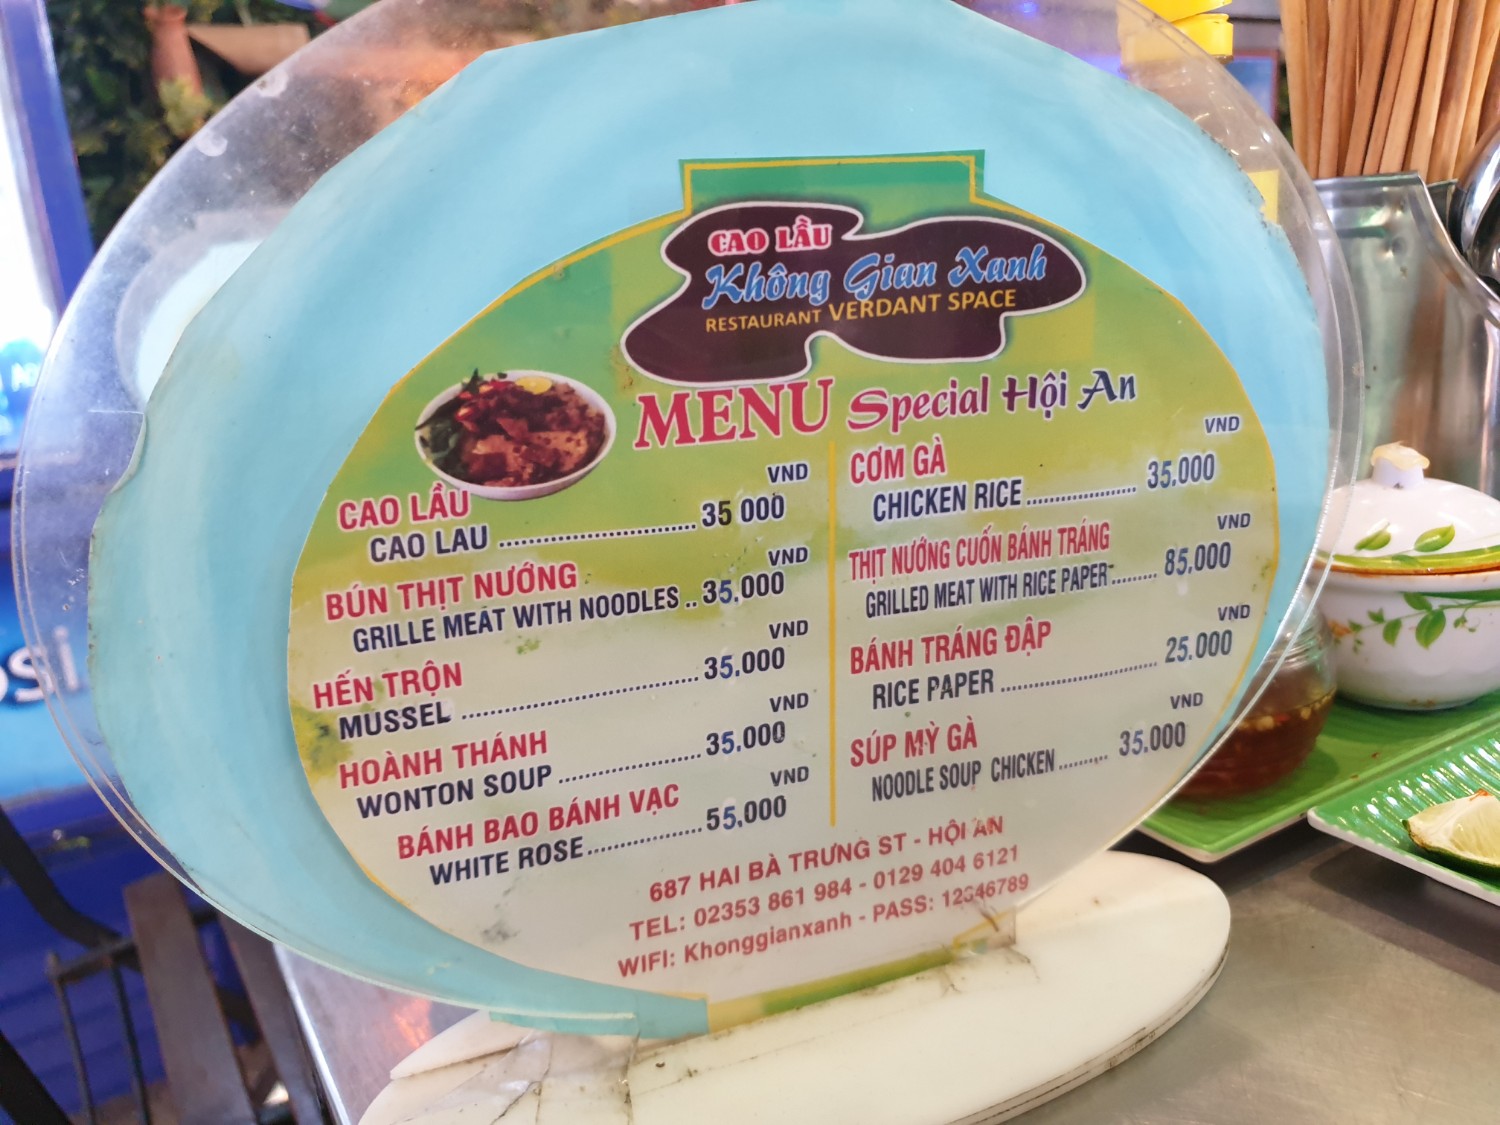 CAO LẦU
Không Gian Xanh
RESTAURANT VERDANT SPACE
MENU Special Hội An
VND
CAO LẦU
CAO LAU ........................ 35 000
VND
BÚN THỊT NƯỚNG
GRILLE MEAT WITH NOODLES .. 35.000
VND
HẾN TRỘN
MUSSEL ............................ 35.000
VND
HOÀNH THÁNH
WONTON SOUP ................. 35.000
VND
BÁNH BAO BÁNH VẠC
WHITE ROSE .............. 55.000
VND
CƠM GÀ
CHICKEN RICE ................ 35.000
VND
THỊT NƯỚNG CUỐN BÁNH TRÁNG
GRILLED MEAT WITH RICE PAPER ........ 85.000
VND
BÁNH TRÁNG ĐẬP
RICE PAPER ....................... 25.000
VND
SÚP MỲ GÀ
NOODLE SOUP CHICKEN ......... 35.000
687 HAI BÀ TRƯNG ST - HỘI AN
TEL: 02353 861 984 - 0129 404 6121
WIFI: Khonggianxanh - PASS: